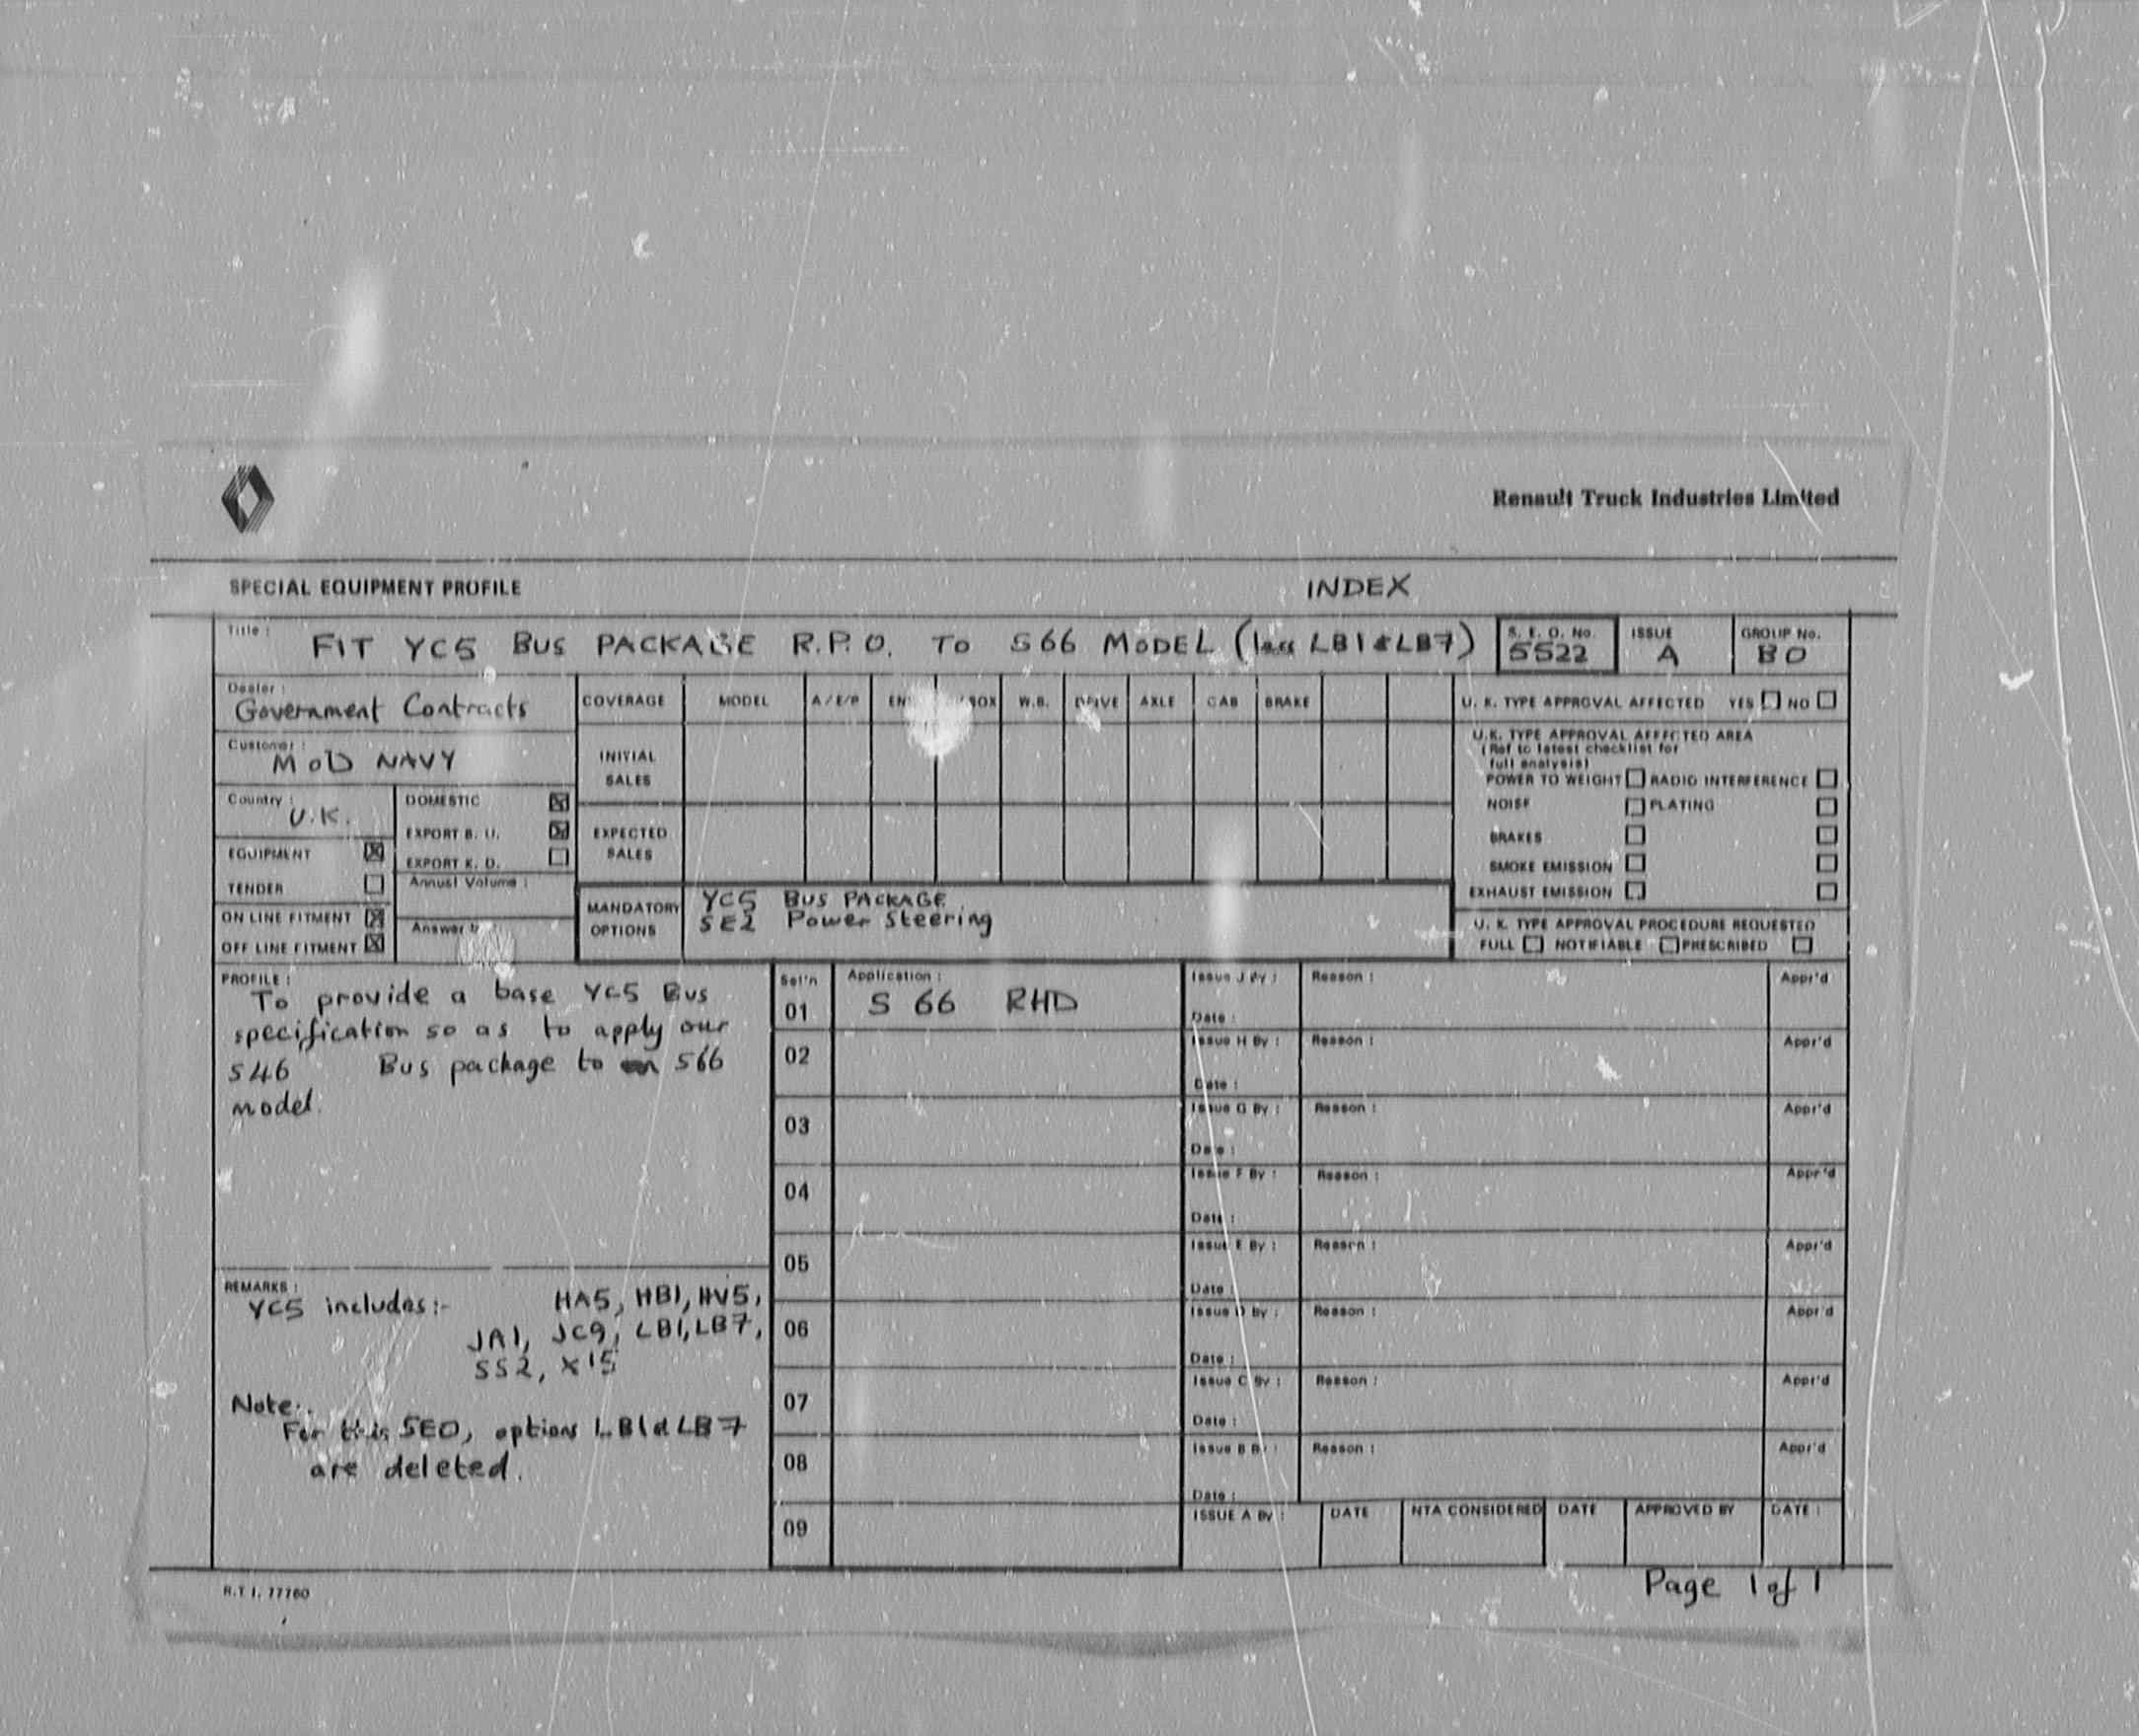 Renault Truck Industries Limited
SPECIAL EQUIPMENT PROFILE INDEX
Title : FIT YC5 BUS PACKAGE R.P.O. TO S66 MODEL (less LB1 & LB7)
S. E. O. No. 5522
ISSUE A
GROUP No. 80
Dealer : Government Contracts
Customer : MOD NAVY
Country : U.K.
DOMESTIC
EXPORT B. U.
EXPORT K. D.
EQUIPMENT
TENDER
ON LINE FITMENT
OFF LINE FITMENT
Annual Volume :
Answer
COVERAGE MODEL A/E/P W.B. DRIVE AXLE CAB BRAKE
INITIAL
SALES
EXPECTED
SALES
MANDATORY
OPTIONS
YC5 BUS PACKAGE
SE2 Power Steering
U. K. TYPE APPROVAL AFFECTED YES NO
U.K. TYPE APPROVAL AFFECTED AREA
(Ref to latest checklist for
full analysis)
POWER TO WEIGHT RADIO INTERFERENCE
NOISE PLATING
BRAKES
SMOKE EMISSION
EXHAUST EMISSION
U. K. TYPE APPROVAL PROCEDURE REQUESTED
FULL NOTIFIABLE PRESCRIBED
PROFILE :
To provide a base YC5 Bus
specification so as to apply our
S46 Bus package to S66
model.
REMARKS :
YC5 includes :- HA5, HB1, HV5,
JA1, JC9, LB1, LB7,
SS2, X15
Note:.
For this SEO, options LB1 & LB7
are deleted.
Sel'n Application :
01 S 66 RHD
02
03
04
05
06
07
08
09
Issue J By : Reason : Appr'd
Date :
Issue H By : Reason : Appr'd
Date :
Issue G By : Reason : Appr'd
Date :
Issue F By : Reason : Appr'd
Date :
Issue E By : Reason : Appr'd
Date :
Issue D By : Reason : Appr'd
Date :
Issue C By : Reason : Appr'd
Date :
Issue B By : Reason : Appr'd
Date :
ISSUE A By : DATE NTA CONSIDERED DATE APPROVED BY DATE :
R.T.I. 77760
Page 1 of 1